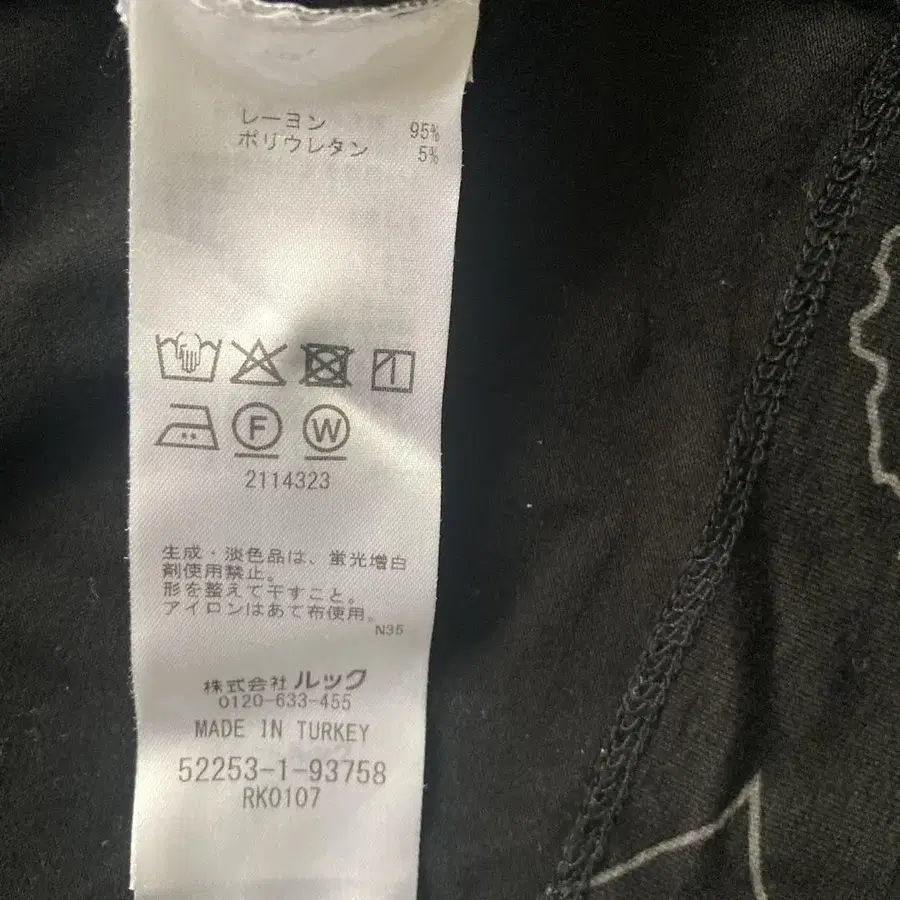 レーヨン 95%
ポリウレタン 5%
F W
2114323
生成・淡色品は、蛍光増白
剤使用禁止。
形を整えて干すこと。
アイロンはあて布使用。
N35
株式会社 ルック
0120-633-455
MADE IN TURKEY
52253-1-93758
RK0107